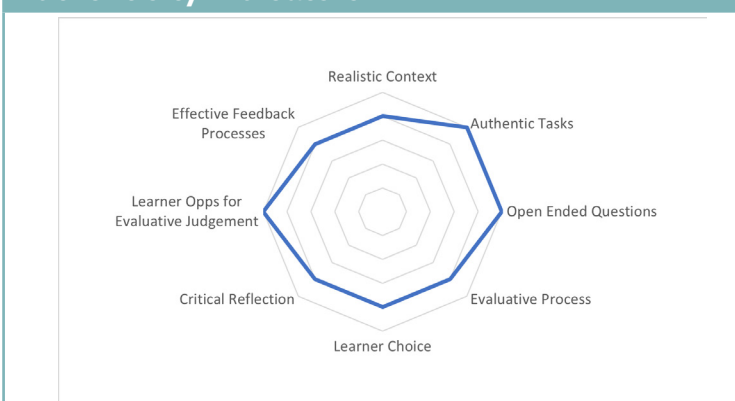 Realistic Context
Effective Feedback
Processes
Authentic Tasks
Learner Opps for
Evaluative Judgement
Open Ended Questions
Critical Reflection
Evaluative Process
Learner Choice